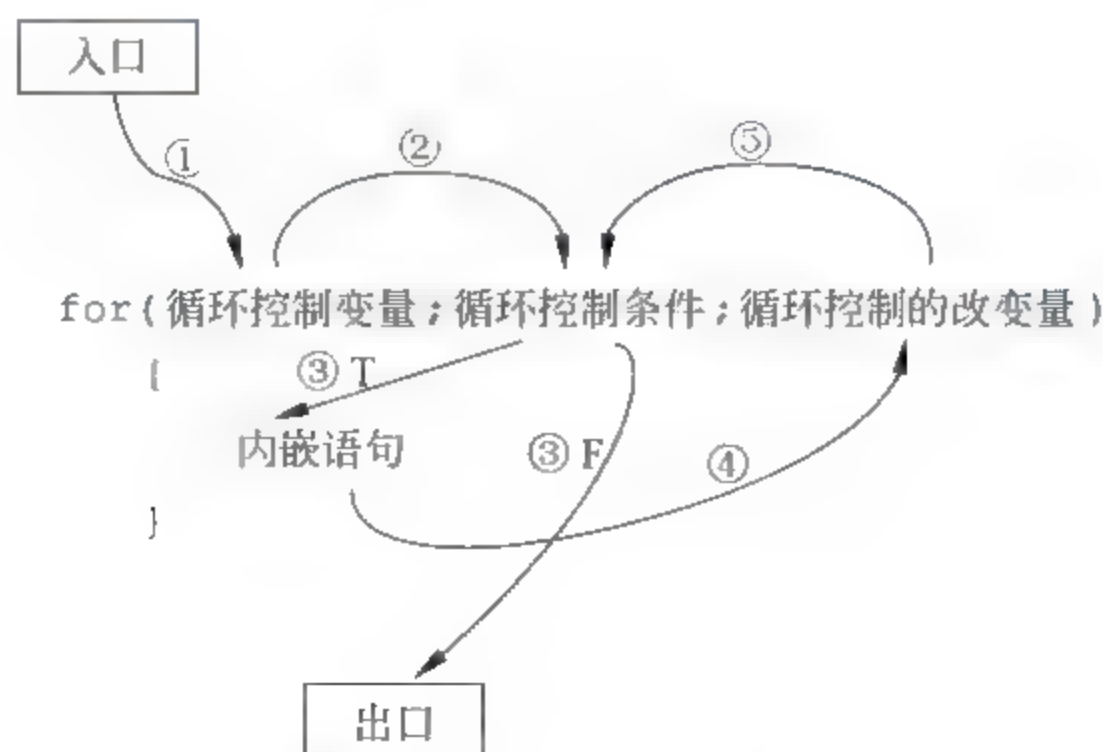 入口
①
②
⑤
for(循环控制变量;循环控制条件;循环控制的改变量)
{
③ T
内嵌语句
③ F
④
}
出口